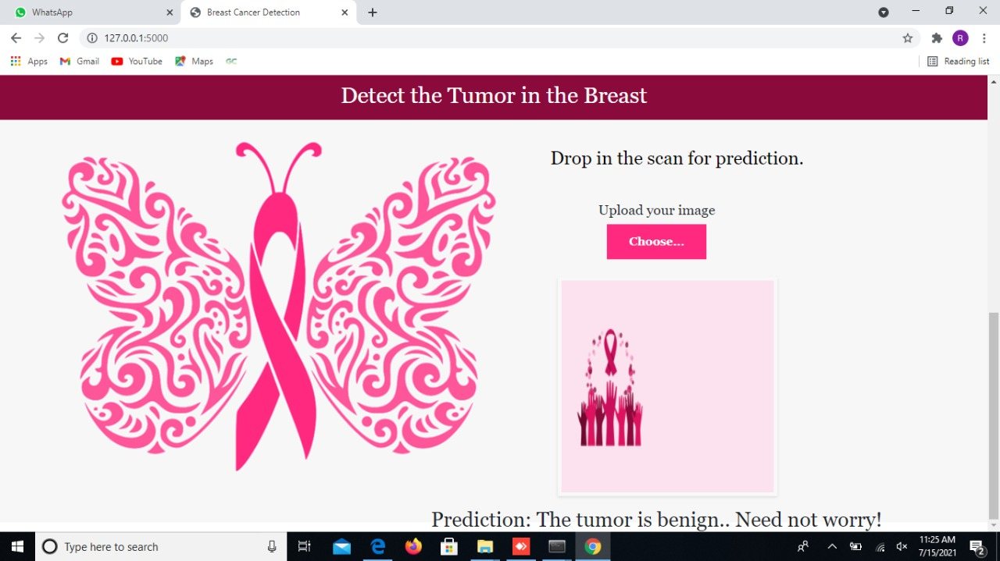 WhatsApp
Breast Cancer Detection
127.0.0.1:5000
R
Apps
Gmail
YouTube
Maps
GC
Reading list
Detect the Tumor in the Breast
Drop in the scan for prediction.
Upload your image
Choose...
Prediction: The tumor is benign.. Need not worry!
Type here to search
11:25 AM
7/15/2021
2